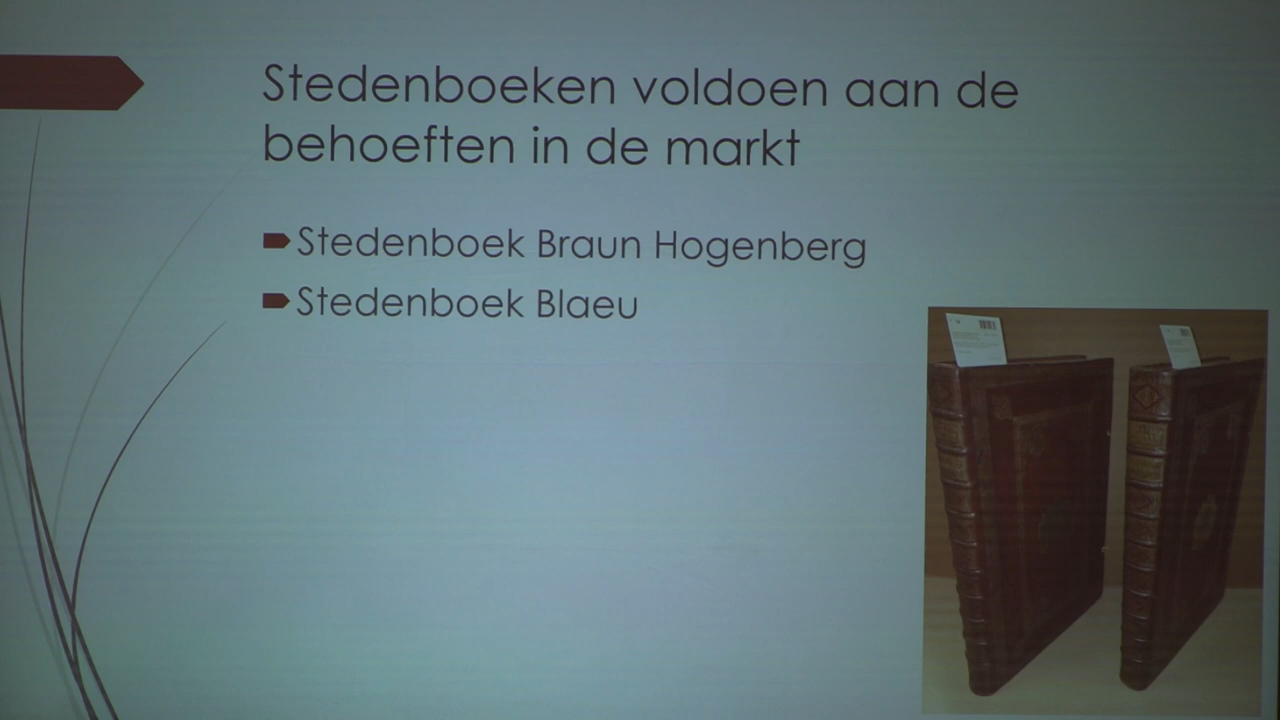 Stedenboeken voldoen aan de
behoeften in de markt
Stedenboek Braun Hogenberg
Stedenboek Blaeu